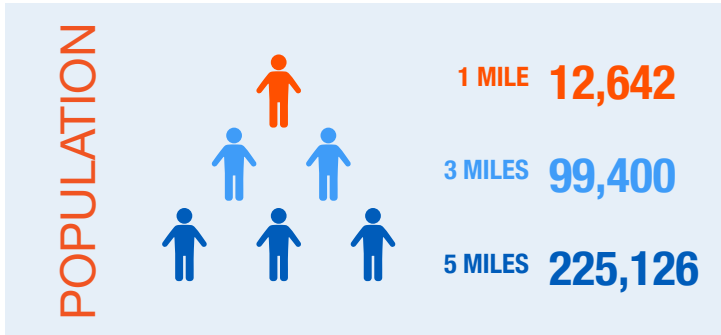 POPULATION
1 MILE 12,642
3 MILES 99,400
5 MILES 225,126